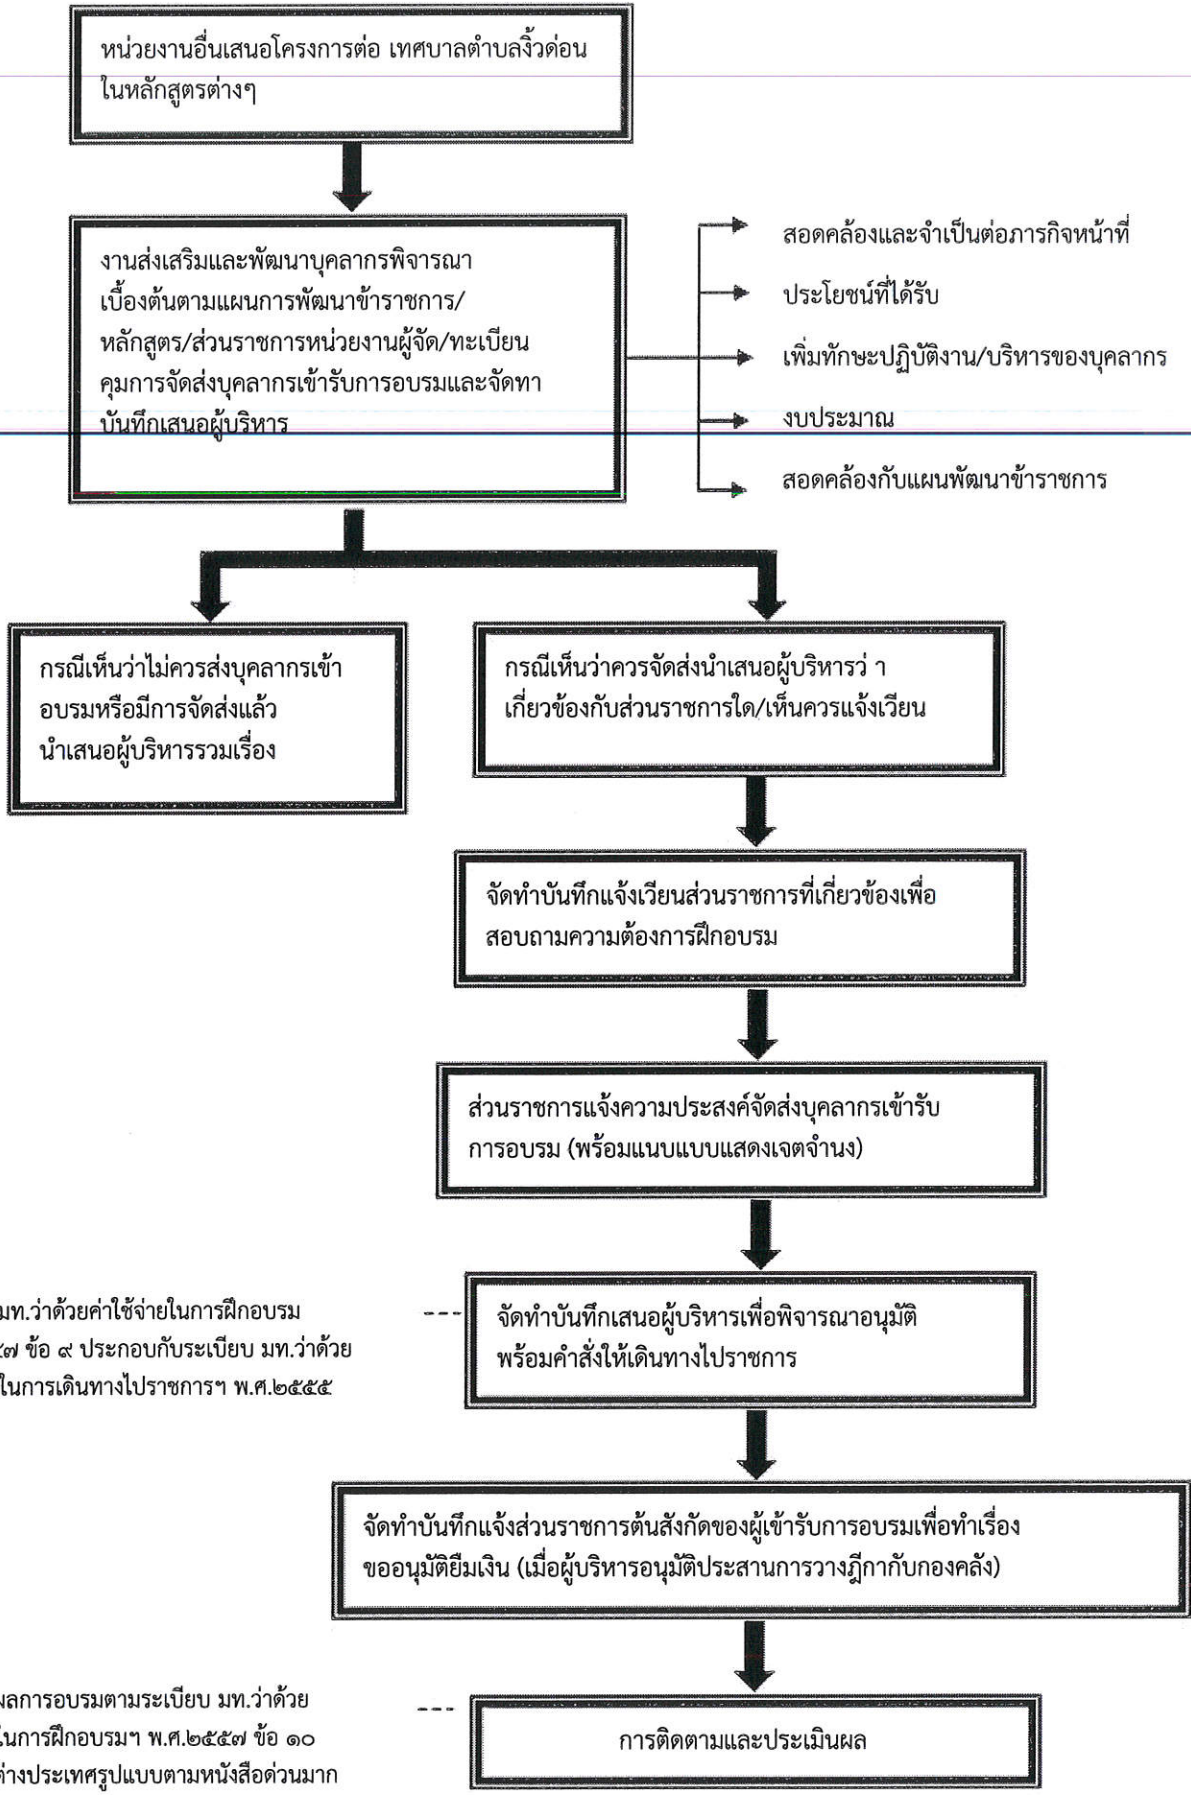 หน่วยงานอื่นเสนอโครงการต่อ เทศบาลตำบลงิ้วด่อน
ในหลักสูตรต่างๆ
งานส่งเสริมและพัฒนาบุคลากรพิจารณา
เบื้องต้นตามแผนการพัฒนาข้าราชการ/
หลักสูตร/ส่วนราชการหน่วยงานผู้จัด/ทะเบียน
คุมการจัดส่งบุคลากรเข้ารับการอบรมและจัดทา
บันทึกเสนอผู้บริหาร
สอดคล้องและจำเป็นต่อภารกิจหน้าที่
ประโยชน์ที่ได้รับ
เพิ่มทักษะปฏิบัติงาน/บริหารของบุคลากร
งบประมาณ
สอดคล้องกับแผนพัฒนาข้าราชการ
กรณีเห็นว่าไม่ควรส่งบุคลากรเข้า
อบรมหรือมีการจัดส่งแล้ว
นำเสนอผู้บริหารรวมเรื่อง
กรณีเห็นว่าควรจัดส่งนำเสนอผู้บริหารว่ า
เกี่ยวข้องกับส่วนราชการใด/เห็นควรแจ้งเวียน
จัดทำบันทึกแจ้งเวียนส่วนราชการที่เกี่ยวข้องเพื่อ
สอบถามความต้องการฝึกอบรม
ส่วนราชการแจ้งความประสงค์จัดส่งบุคลากรเข้ารับ
การอบรม (พร้อมแนบแบบแสดงเจตจำนง)
มท.ว่าด้วยค่าใช้จ่ายในการฝึกอบรม
๗ ข้อ ๙ ประกอบกับระเบียบ มท.ว่าด้วย
ในการเดินทางไปราชการฯ พ.ศ.๒๕๕๕
จัดทำบันทึกเสนอผู้บริหารเพื่อพิจารณาอนุมัติ
พร้อมคำสั่งให้เดินทางไปราชการ
จัดทำบันทึกแจ้งส่วนราชการต้นสังกัดของผู้เข้ารับการอบรมเพื่อทำเรื่อง
ขออนุมัติยืมเงิน (เมื่อผู้บริหารอนุมัติประสานการวางฎีกากับกองคลัง)
ผลการอบรมตามระเบียบ มท.ว่าด้วย
ในการฝึกอบรมฯ พ.ศ.๒๕๕๗ ข้อ ๑๐
ต่างประเทศรูปแบบตามหนังสือด่วนมาก
การติดตามและประเมินผล